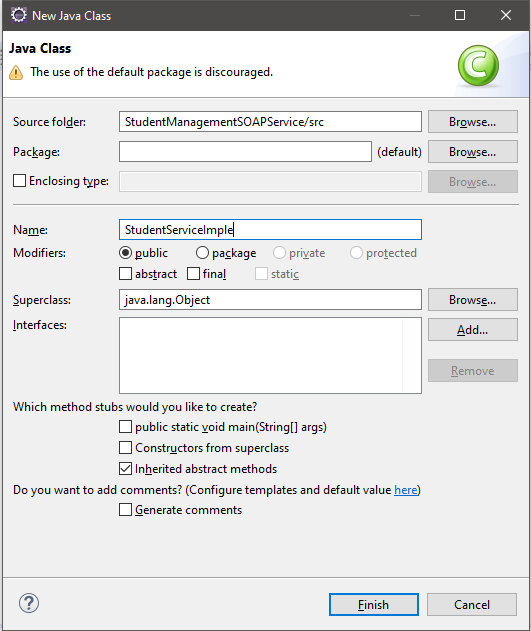 New Java Class
Java Class
The use of the default package is discouraged.
Source folder: StudentManagementSOAPService/src Browse...
Package: (default) Browse...
Enclosing type: Browse...
Name: StudentServiceImple
Modifiers: public package private protected
abstract final static
Superclass: java.lang.Object Browse...
Interfaces: Add...
Remove
Which method stubs would you like to create?
public static void main(String[] args)
Constructors from superclass
Inherited abstract methods
Do you want to add comments? (Configure templates and default value here)
Generate comments
? Finish Cancel